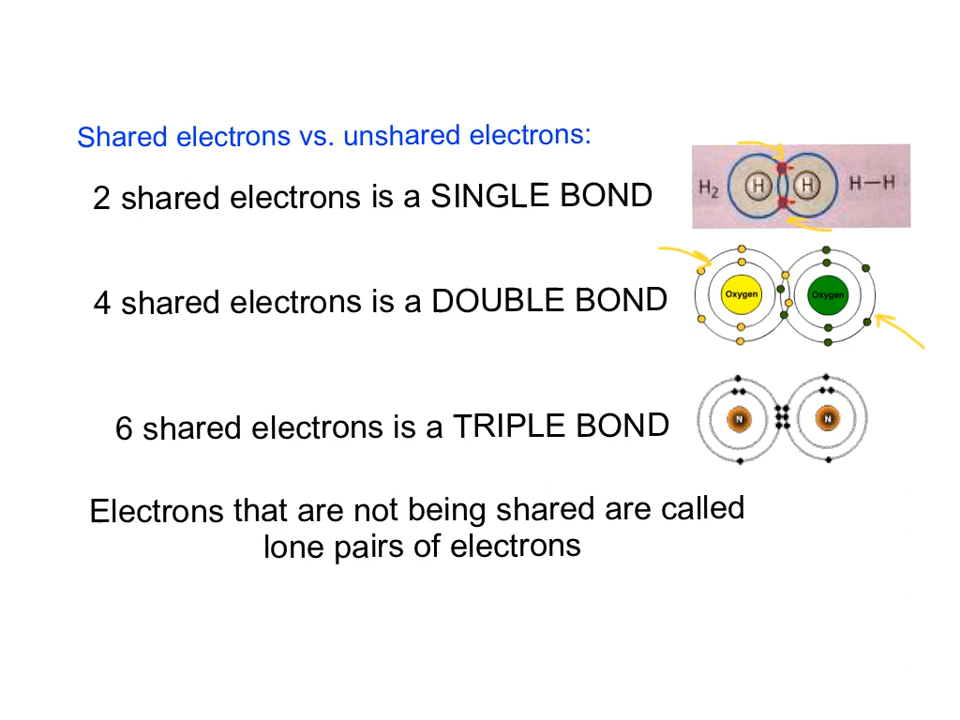 Shared electrons vs. unshared electrons:
2 shared electrons is a SINGLE BOND
H₂ H H H—H
4 shared electrons is a DOUBLE BOND
Oxygen Oxygen
6 shared electrons is a TRIPLE BOND
N N
Electrons that are not being shared are called
lone pairs of electrons